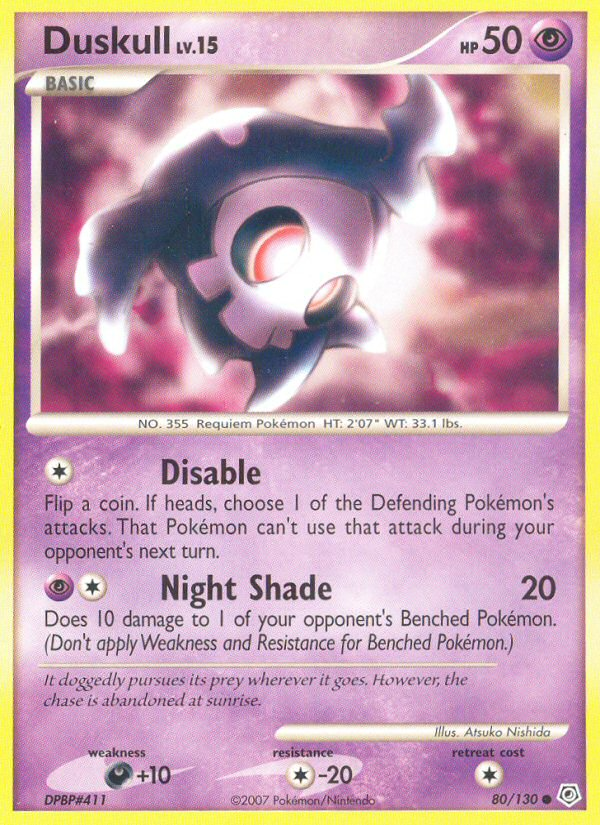 Duskull LV.15 HP 50
BASIC
NO. 355 Requiem Pokémon HT: 2'07" WT: 33.1 lbs.
Disable
Flip a coin. If heads, choose 1 of the Defending Pokémon's
attacks. That Pokémon can't use that attack during your
opponent's next turn.
Night Shade 20
Does 10 damage to 1 of your opponent's Benched Pokémon.
(Don't apply Weakness and Resistance for Benched Pokémon.)
It doggedly pursues its prey wherever it goes. However, the
chase is abandoned at sunrise.
Illus. Atsuko Nishida
weakness resistance retreat cost
+10 -20
DPBP#411 ©2007 Pokémon/Nintendo 80/130